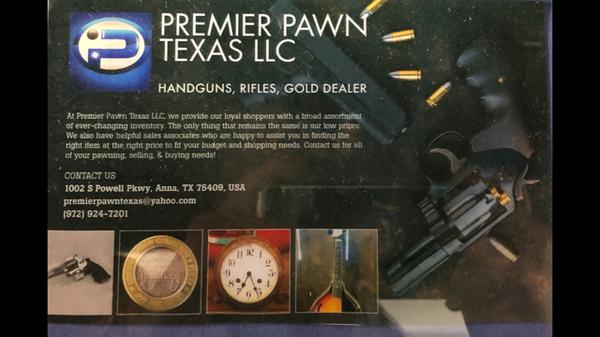 PREMIER PAWN
TEXAS LLC
HANDGUNS, RIFLES, GOLD DEALER
At Premier Pawn Texas LLC, we provide our loyal shoppers with a broad assortment
of ever-changing inventory. The only thing that remains the same is our low prices.
We also have helpful sales associates who are happy to assist you in finding the
right item at the right price to fit your budget and shopping needs. Contact us for all
of your pawning, selling, & buying needs!
CONTACT US
1002 S Powell Pkwy, Anna, TX 75409, USA
premierpawntexas@yahoo.com
(972) 924-7201